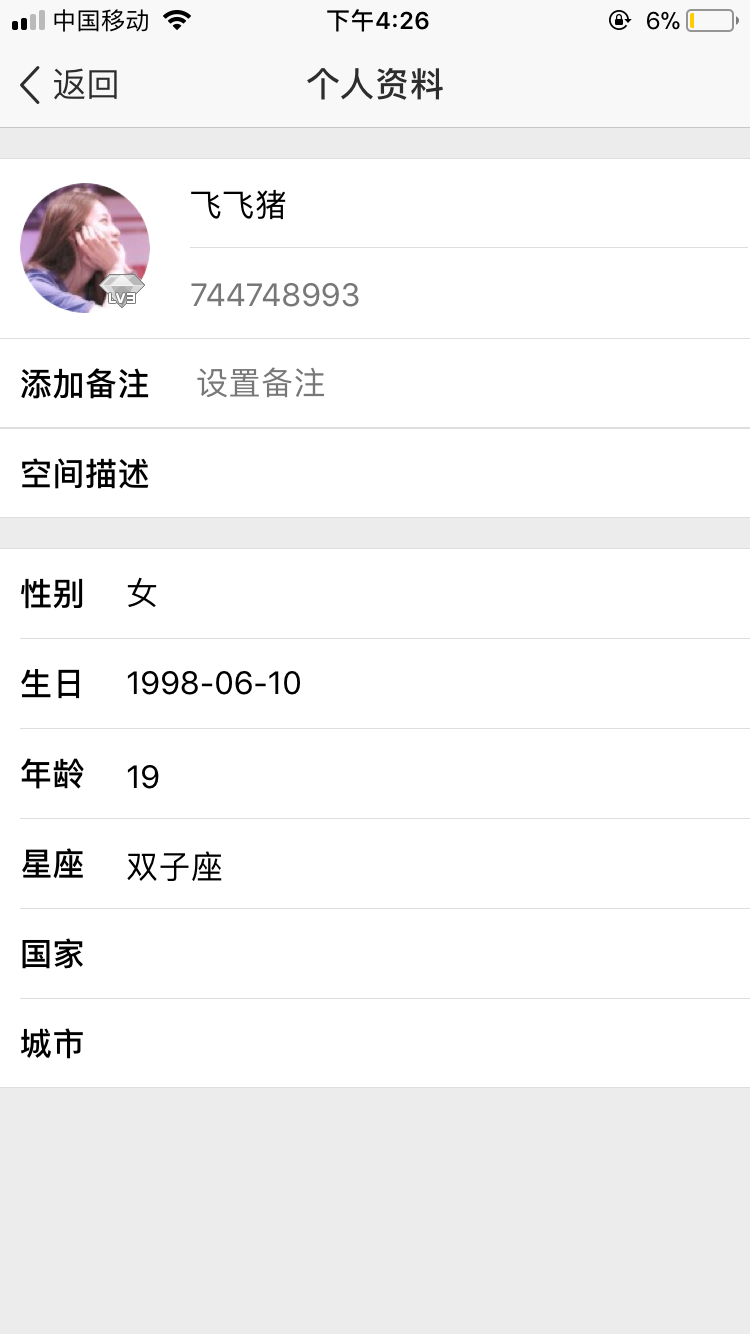 中国移动 下午4:26 6%
返回 个人资料
飞飞猪
LV3
744748993
添加备注 设置备注
空间描述
性别 女
生日 1998-06-10
年龄 19
星座 双子座
国家
城市